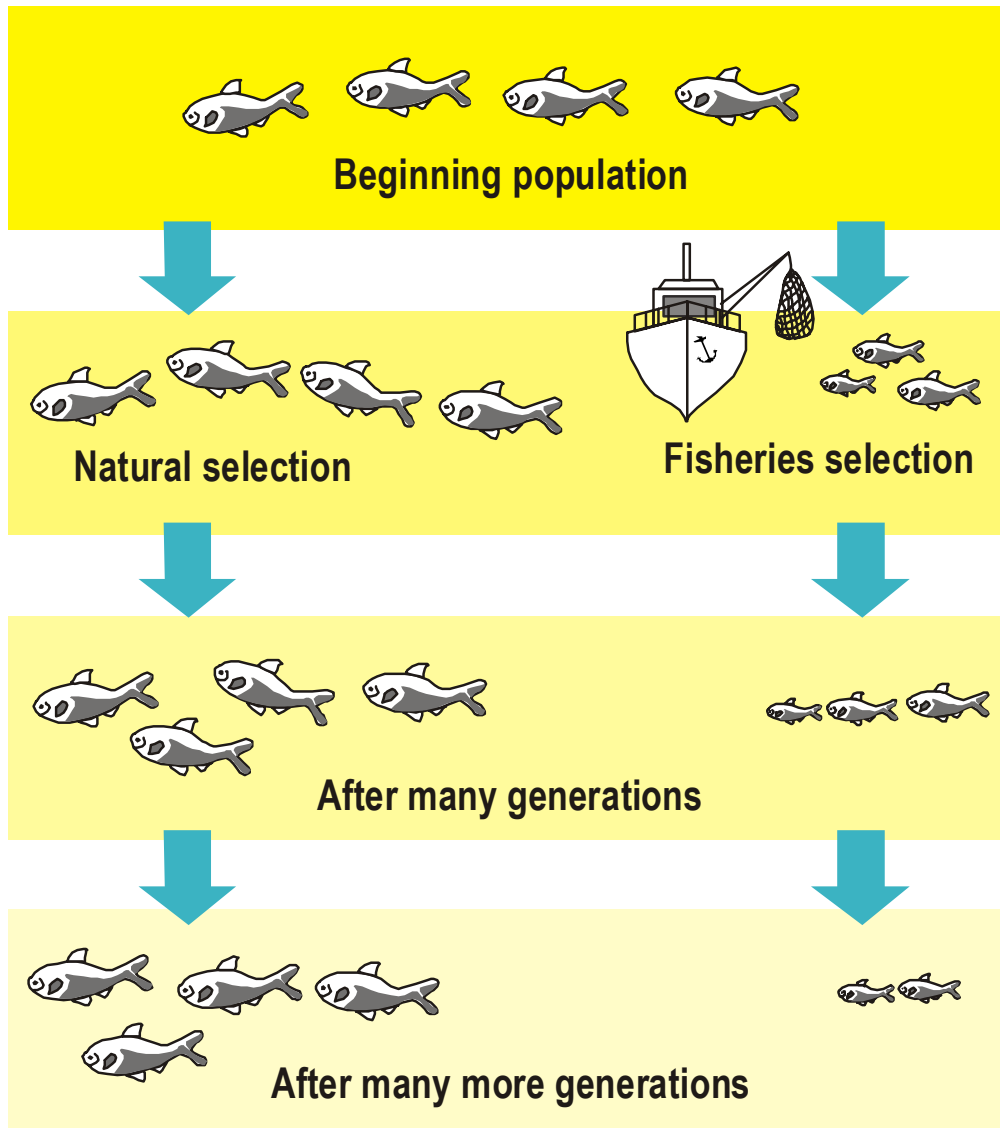 Beginning population
Natural selection
Fisheries selection
After many generations
After many more generations